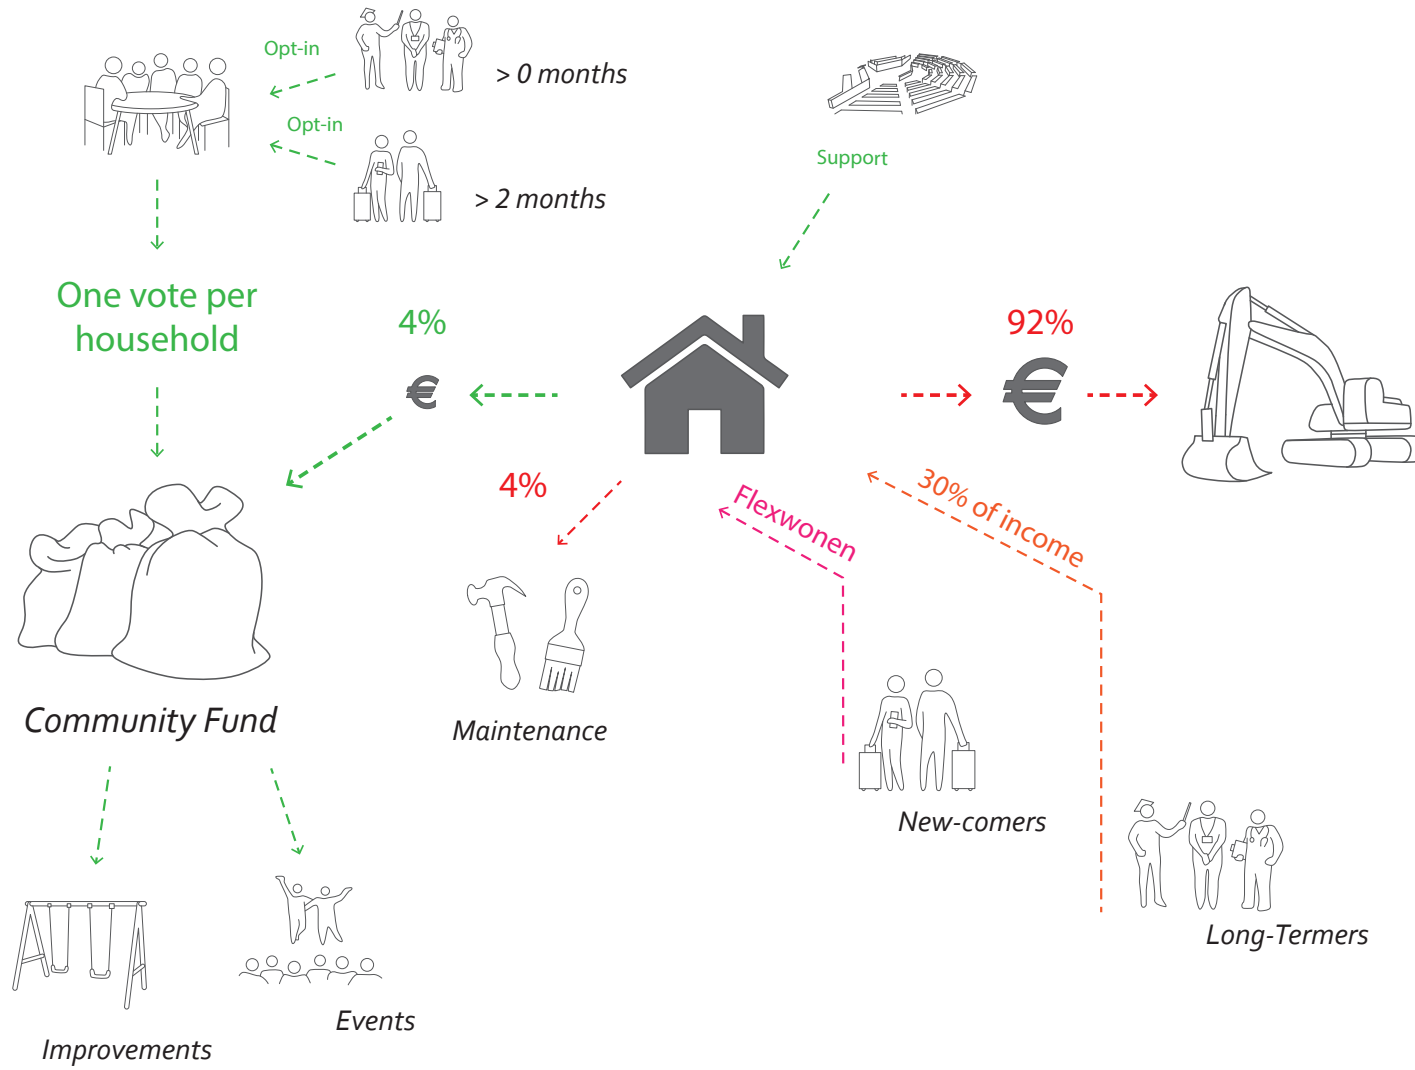 Opt-in
> 0 months
Opt-in
> 2 months
Support
One vote per
household
4%
€
92%
€
4%
Flexwonen
30% of income
Community Fund
Maintenance
New-comers
Long-Termers
Events
Improvements